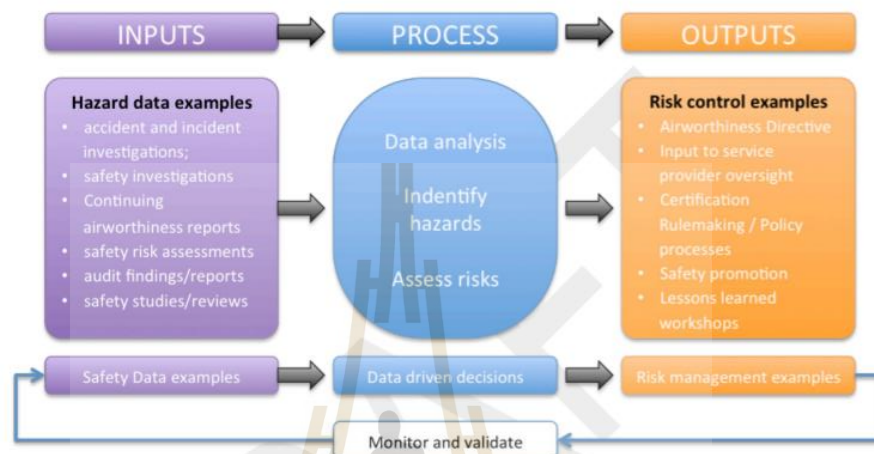 INPUTS
PROCESS
OUTPUTS
Hazard data examples
• accident and incident
investigations;
• safety investigations
• Continuing
airworthiness reports
• safety risk assessments
• audit findings/reports
• safety studies/reviews
Data analysis
Indentify
hazards
Assess risks
Risk control examples
• Airworthiness Directive
• Input to service
provider oversight
• Certification
Rulemaking / Policy
processes
• Safety promotion
• Lessons learned
workshops
Safety Data examples
Data driven decisions
Risk management examples
Monitor and validate